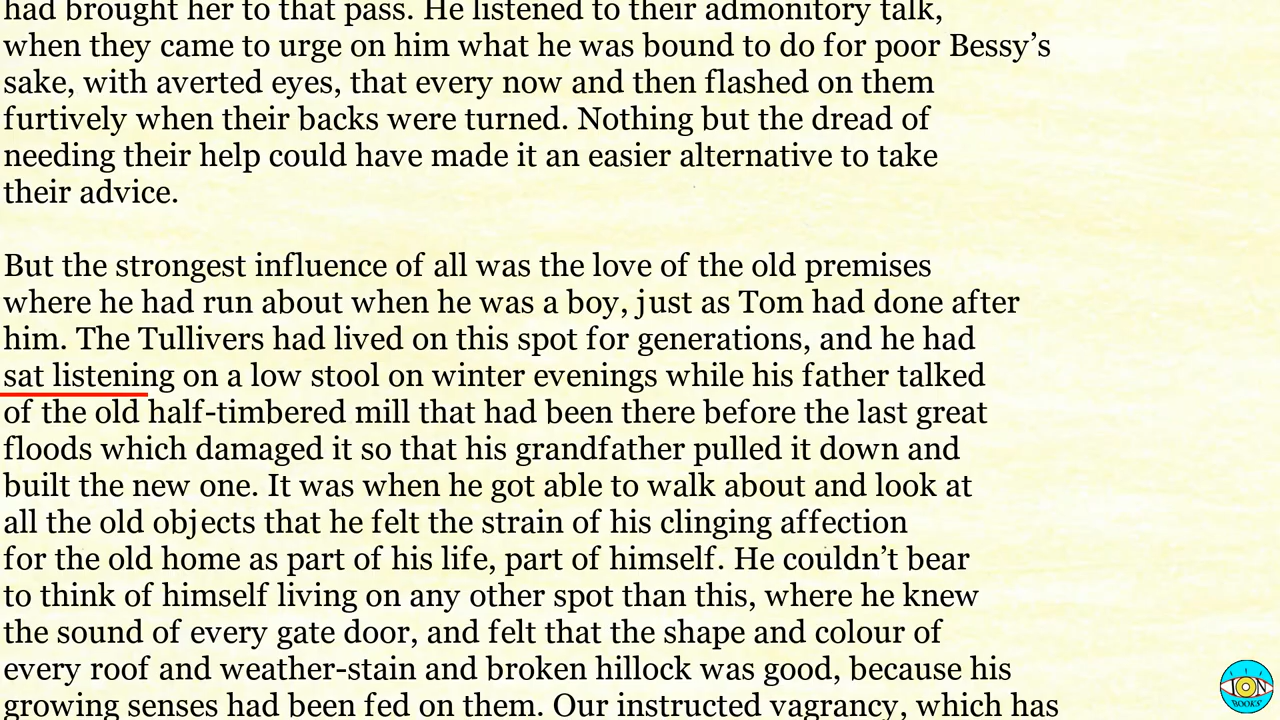 had brought her to that pass. He listened to their admonitory talk,
when they came to urge on him what he was bound to do for poor Bessy’s
sake, with averted eyes, that every now and then flashed on them
furtively when their backs were turned. Nothing but the dread of
needing their help could have made it an easier alternative to take
their advice.

But the strongest influence of all was the love of the old premises
where he had run about when he was a boy, just as Tom had done after
him. The Tullivers had lived on this spot for generations, and he had
sat listening on a low stool on winter evenings while his father talked
of the old half-timbered mill that had been there before the last great
floods which damaged it so that his grandfather pulled it down and
built the new one. It was when he got able to walk about and look at
all the old objects that he felt the strain of his clinging affection
for the old home as part of his life, part of himself. He couldn’t bear
to think of himself living on any other spot than this, where he knew
the sound of every gate door, and felt that the shape and colour of
every roof and weather-stain and broken hillock was good, because his
growing senses had been fed on them. Our instructed vagrancy, which has
ION
BOOKS